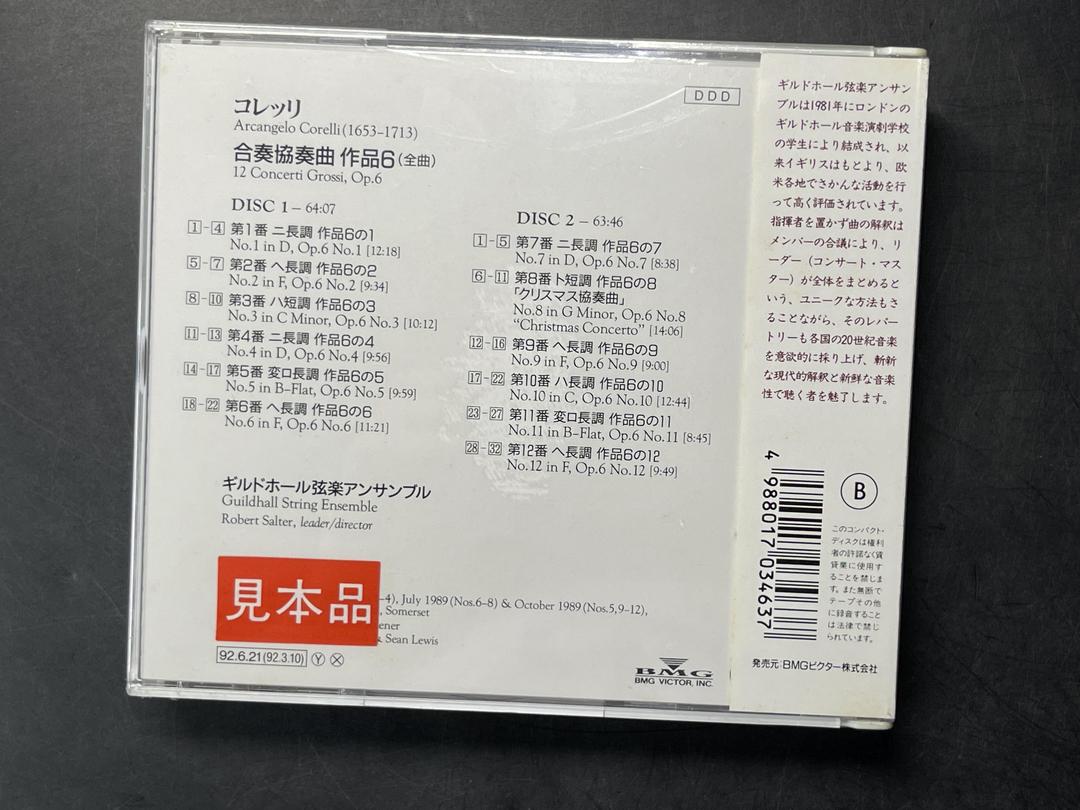 コレッリ
Arcangelo Corelli (1653–1713)
合奏協奏曲 作品6 (全曲)
12 Concerti Grossi, Op.6
DDD
DISC 1 – 64:07
1-4 第1番 ニ長調 作品6の1
No.1 in D, Op.6 No.1 [12:18]
5-7 第2番 ヘ長調 作品6の2
No.2 in F, Op.6 No.2 [9:34]
8-10 第3番 ハ短調 作品6の3
No.3 in C Minor, Op.6 No.3 [10:12]
11-13 第4番 ニ長調 作品6の4
No.4 in D, Op.6 No.4 [9:56]
14-17 第5番 変ロ長調 作品6の5
No.5 in B–Flat, Op.6 No.5 [9:59]
18-22 第6番 ヘ長調 作品6の6
No.6 in F, Op.6 No.6 [11:21]
DISC 2 – 63:46
1-5 第7番 ニ長調 作品6の7
No.7 in D, Op.6 No.7 [8:38]
6-11 第8番 ト短調 作品6の8
「クリスマス協奏曲」
No.8 in G Minor, Op.6 No.8
“Christmas Concerto” [14:06]
12-16 第9番 ヘ長調 作品6の9
No.9 in F, Op.6 No.9 [9:00]
17-22 第10番 ハ長調 作品6の10
No.10 in C, Op.6 No.10 [12:44]
23-27 第11番 変ロ長調 作品6の11
No.11 in B–Flat, Op.6 No.11 [8:45]
28-32 第12番 ヘ長調 作品6の12
No.12 in F, Op.6 No.12 [9:49]
ギルドホール弦楽アンサンブル
Guildhall String Ensemble
Robert Salter, leader/director
見本品
–4), July 1989 (Nos.6–8) & October 1989 (Nos.5,9–12),
, Somerset
& Sean Lewis
92.6.21(92.3.10) Y X
BMG
BMG VICTOR, INC.
ギルドホール弦楽アンサン
ブルは1981年にロンドンの
ギルドホール音楽演劇学校
の学生により結成され、以
来イギリスはもとより、欧
米各地でさかんな活動を行
って高く評価されています。
指揮者を置かず曲の解釈は
メンバーの合議により、リ
ーダー（コンサート・マス
ター）が全体をまとめると
いう、ユニークな方法もさ
ることながら、そのレパー
トリーも各国の20世紀音楽
を意欲的に採り上げ、斬新
な現代的解釈と新鮮な音楽
性で聴く者を魅了します。
4 988017 034637
B
このコンパクト・
ディスクは権利
者の許諾なく賃
貸業に使用す
ることを禁じま
す。また無断で
テープその他
に録音すること
は法律で禁じ
られています。
発売元：BMGビクター株式会社